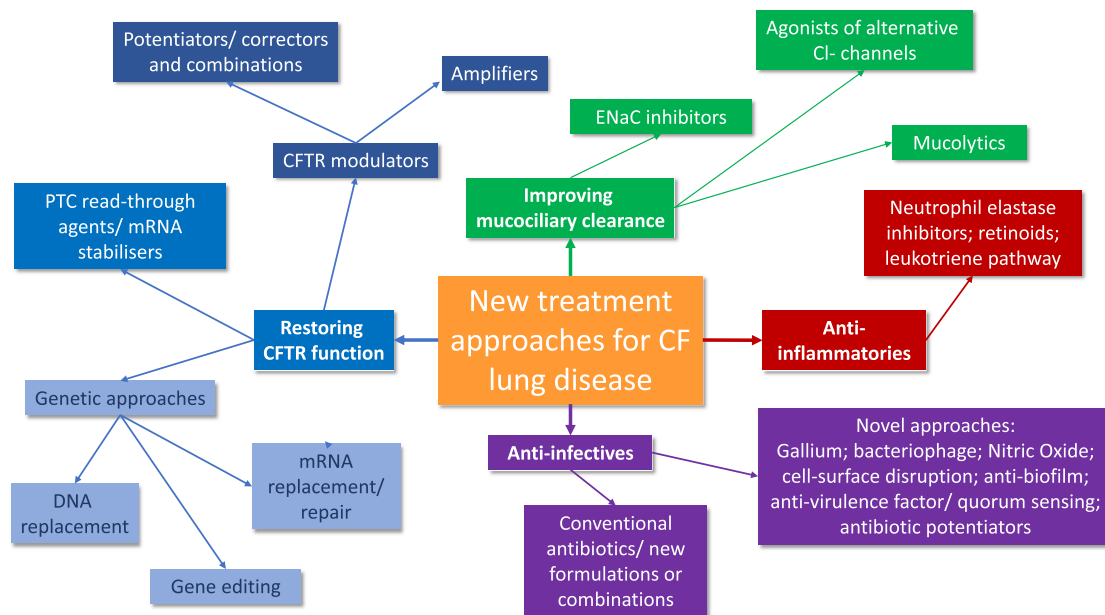 Potentiators/ correctors
and combinations
Amplifiers
Agonists of alternative
Cl- channels
ENaC inhibitors
Mucolytics
CFTR modulators
Improving
mucociliary clearance
PTC read-through
agents/ mRNA
stabilisers
Neutrophil elastase
inhibitors; retinoids;
leukotriene pathway
New treatment
approaches for CF
lung disease
Restoring
CFTR function
Anti-
inflammatories
Genetic approaches
Anti-infectives
Novel approaches:
Gallium; bacteriophage; Nitric Oxide;
cell-surface disruption; anti-biofilm;
anti-virulence factor/ quorum sensing;
antibiotic potentiators
mRNA
replacement/
repair
DNA
replacement
Conventional
antibiotics/ new
formulations or
combinations
Gene editing